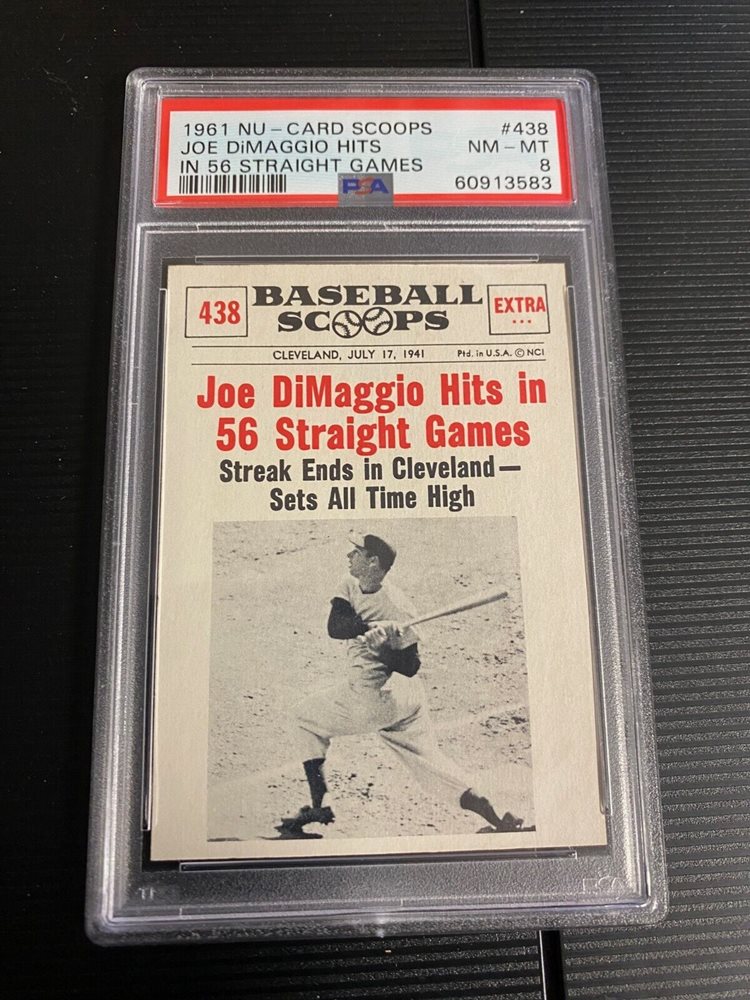 1961 NU-CARD SCOOPS #438
JOE DiMAGGIO HITS NM-MT
IN 56 STRAIGHT GAMES 8
PSA 60913583
438 BASEBALL SCOOPS EXTRA...
CLEVELAND, JULY 17, 1941 Ptd. in U.S.A. © NCI
Joe DiMaggio Hits in
56 Straight Games
Streak Ends in Cleveland—
Sets All Time High